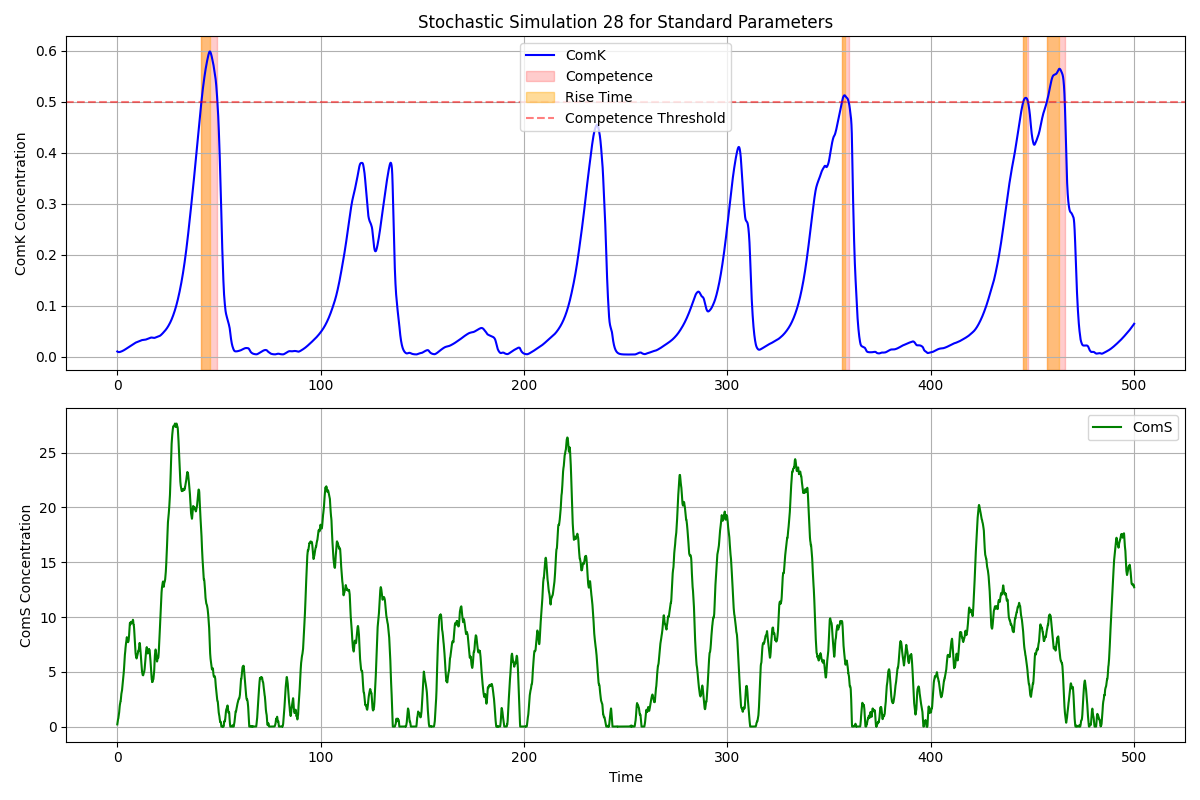 Stochastic Simulation 28 for Standard Parameters
ComK Concentration
0.6
0.5
0.4
0.3
0.2
0.1
0.0
ComK
Competence
Rise Time
Competence Threshold
0 100 200 300 400 500
ComS Concentration
25
20
15
10
5
0
ComS
0 100 200 300 400 500
Time